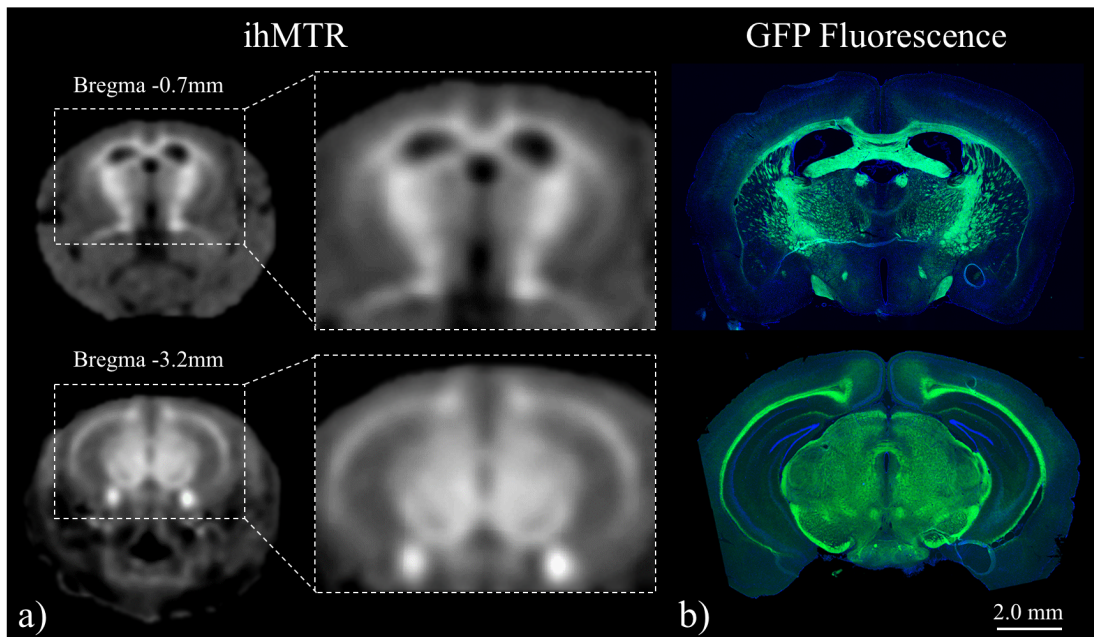 ihMTR
GFP Fluorescence
Bregma -0.7mm
Bregma -3.2mm
a)
b)
2.0 mm